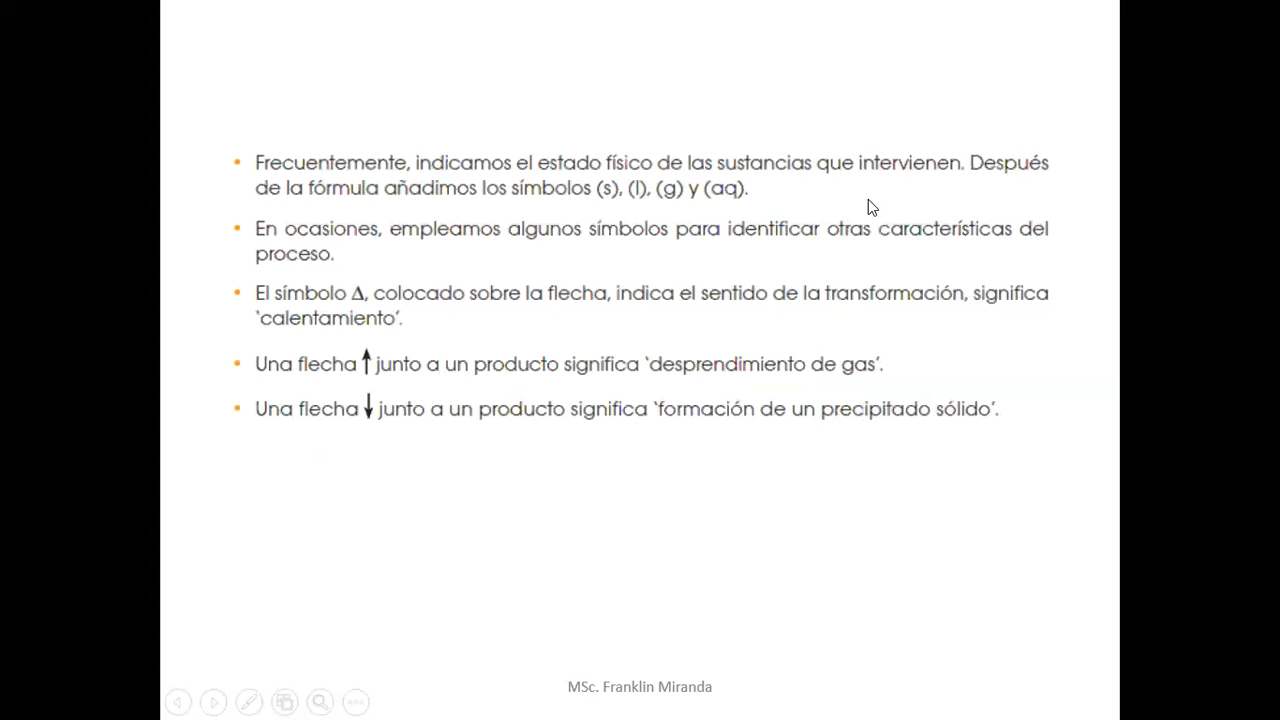 • Frecuentemente, indicamos el estado físico de las sustancias que intervienen. Después
de la fórmula añadimos los símbolos (s), (l), (g) y (aq).
• En ocasiones, empleamos algunos símbolos para identificar otras características del
proceso.
• El símbolo Δ, colocado sobre la flecha, indica el sentido de la transformación, significa
‘calentamiento’.
• Una flecha ↑ junto a un producto significa ‘desprendimiento de gas’.
• Una flecha ↓ junto a un producto significa ‘formación de un precipitado sólido’.
MSc. Franklin Miranda